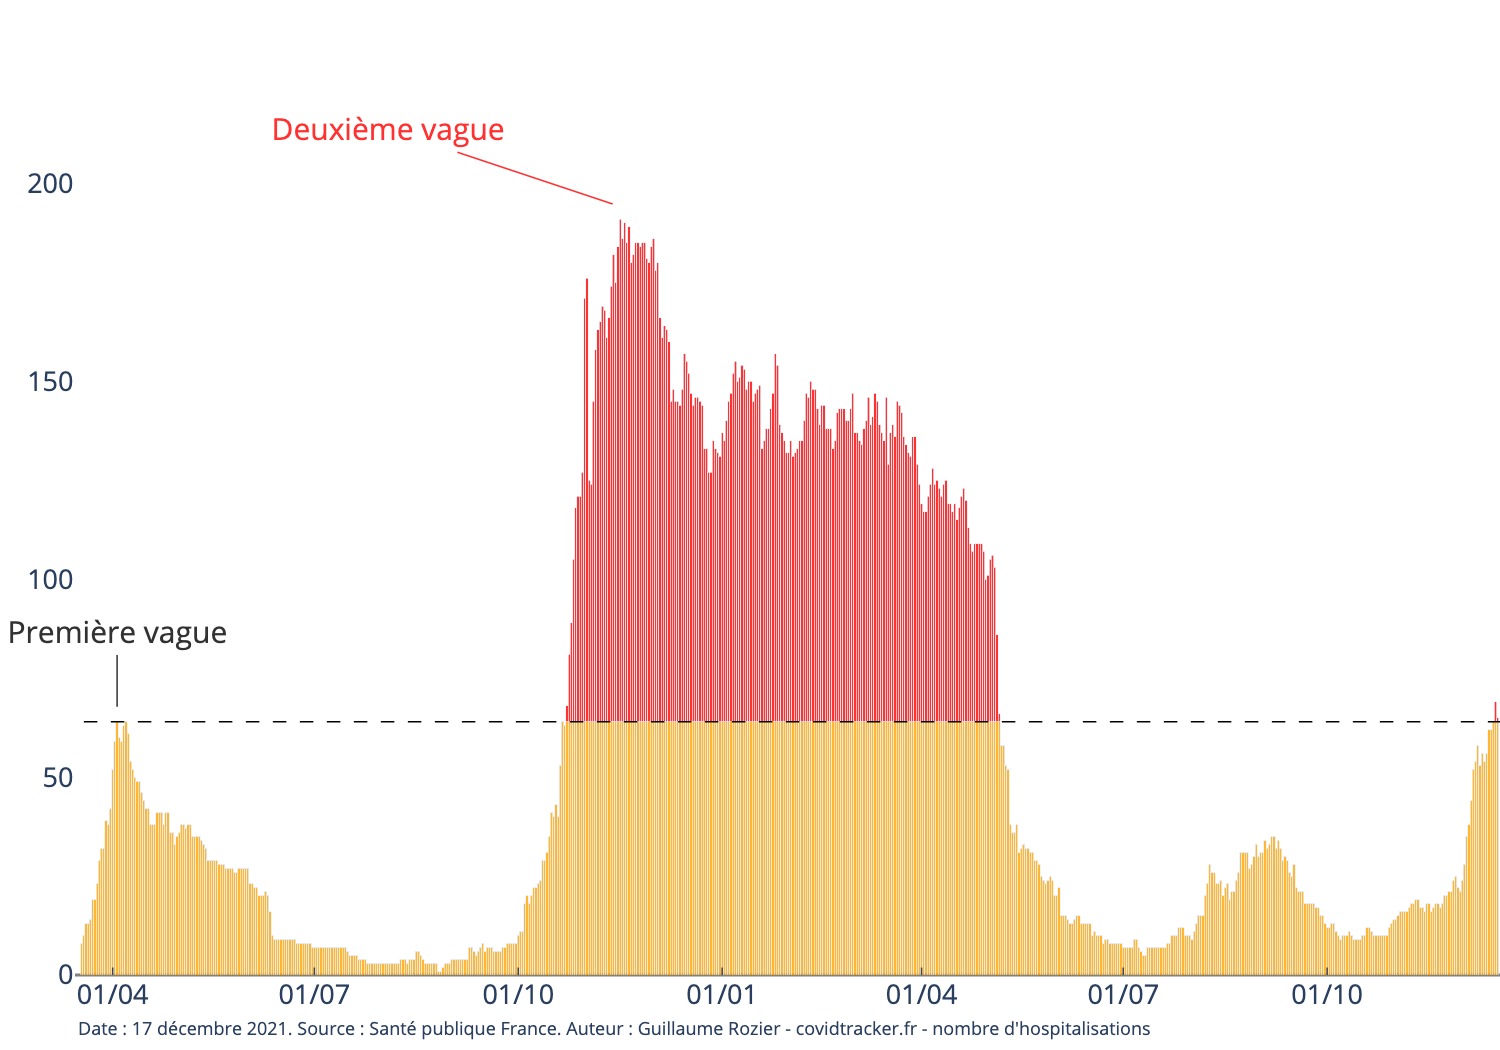 Deuxième vague
200
150
100
Première vague
50
0
01/04 01/07 01/10 01/01 01/04 01/07 01/10
Date : 17 décembre 2021. Source : Santé publique France. Auteur : Guillaume Rozier - covidtracker.fr - nombre d'hospitalisations